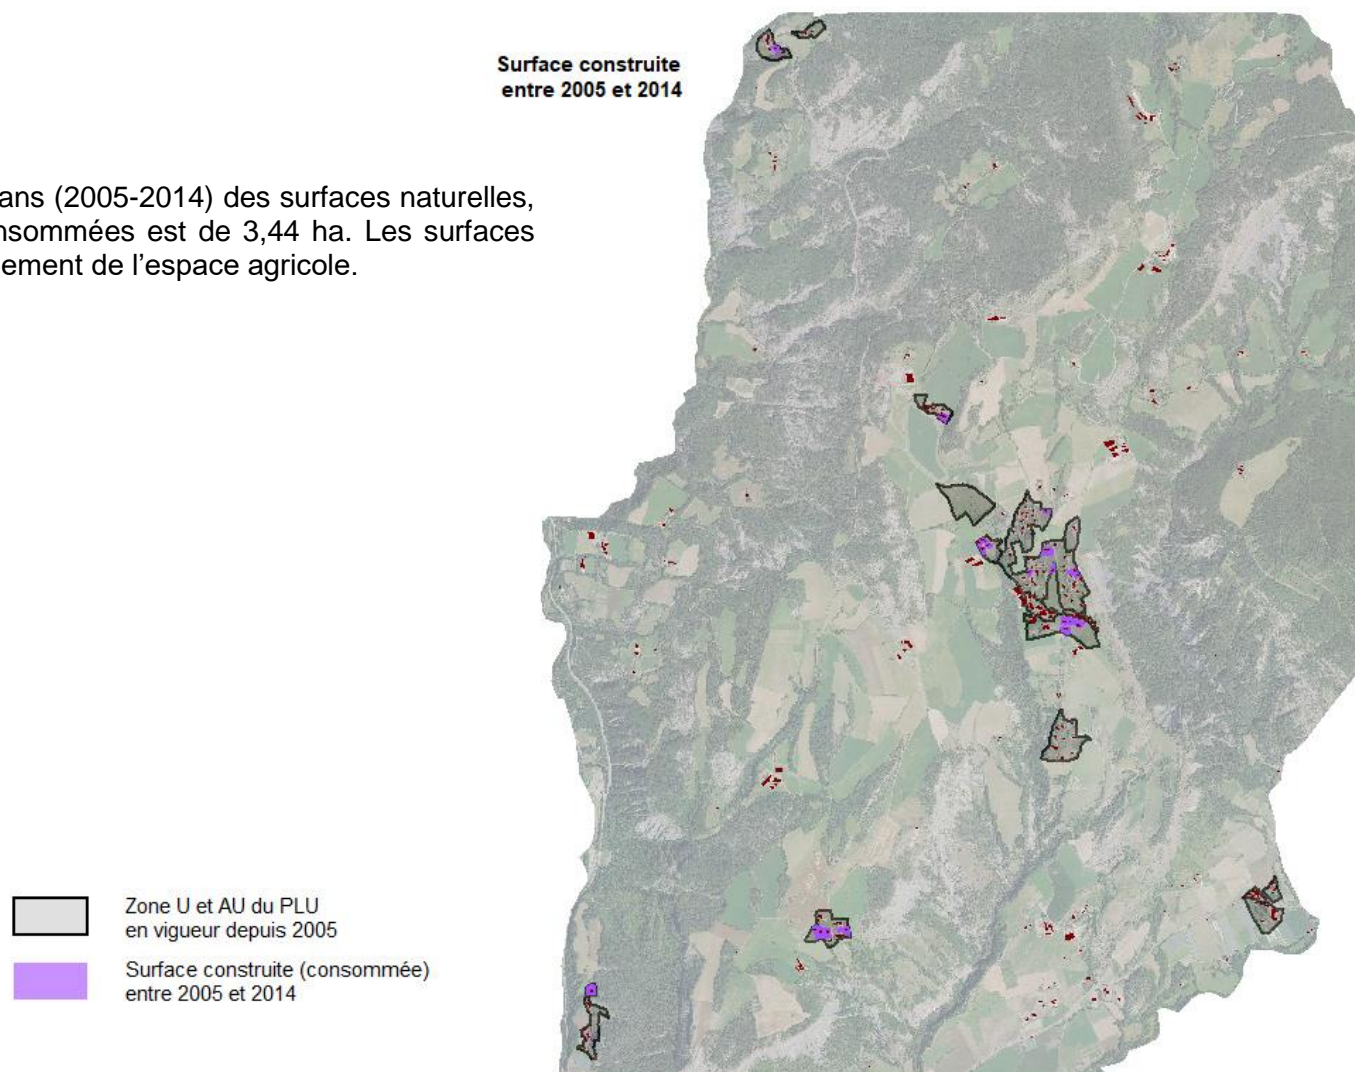 Surface construite
entre 2005 et 2014
ans (2005-2014) des surfaces naturelles,
nsommées est de 3,44 ha. Les surfaces
ement de l'espace agricole.
Zone U et AU du PLU
en vigueur depuis 2005
Surface construite (consommée)
entre 2005 et 2014